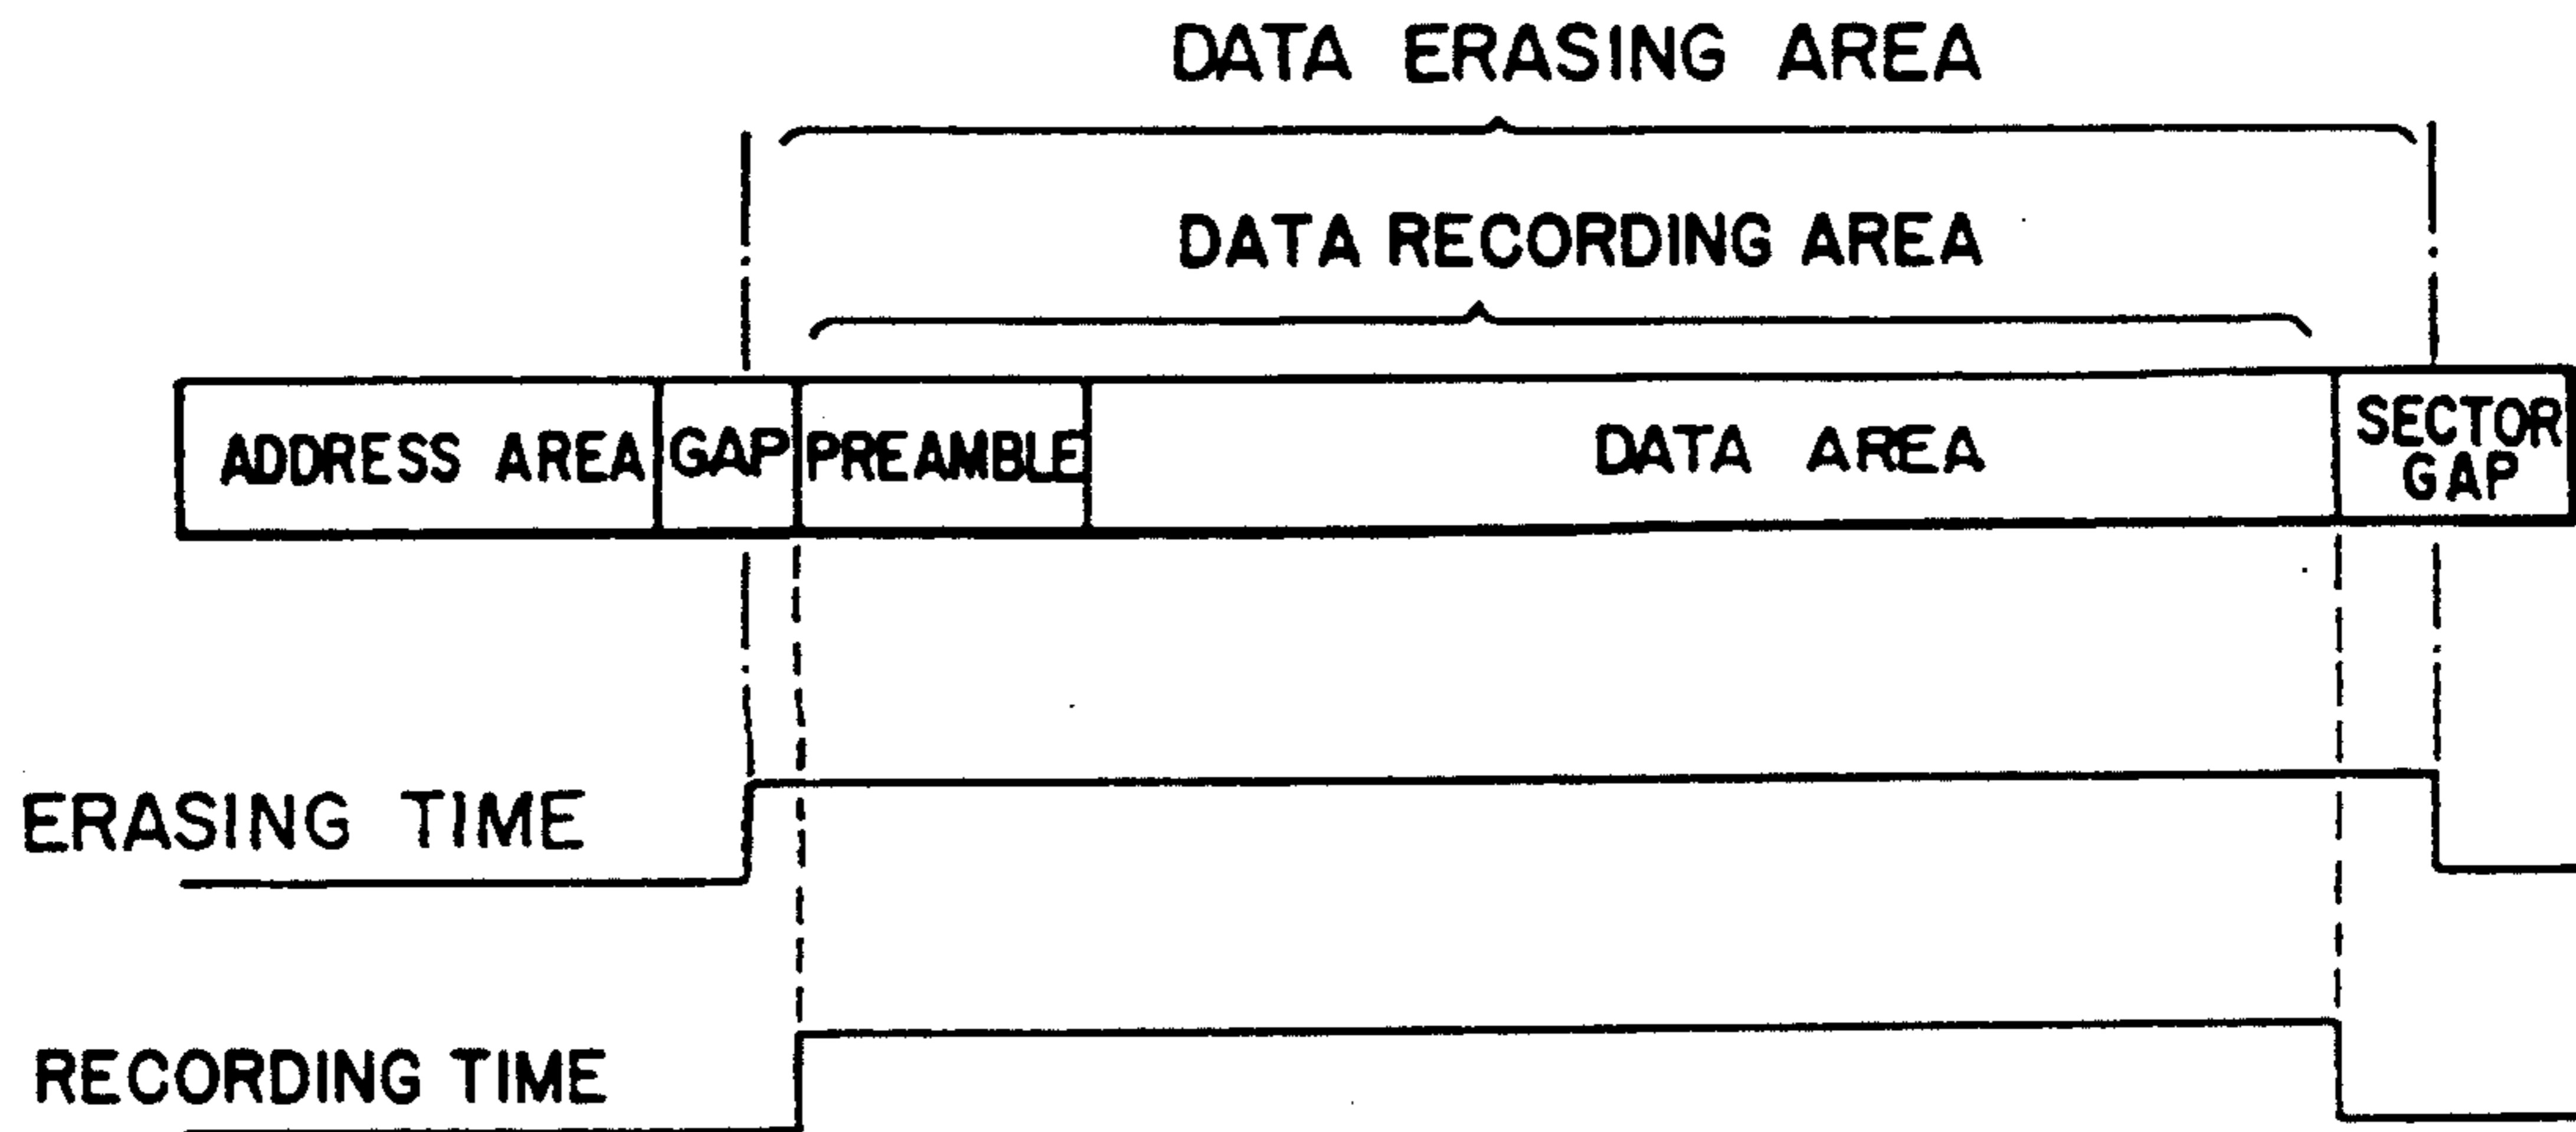 DATA ERASING AREA
DATA RECORDING AREA
ADDRESS AREA GAP PREAMBLE DATA AREA SECTOR GAP
ERASING TIME
RECORDING TIME